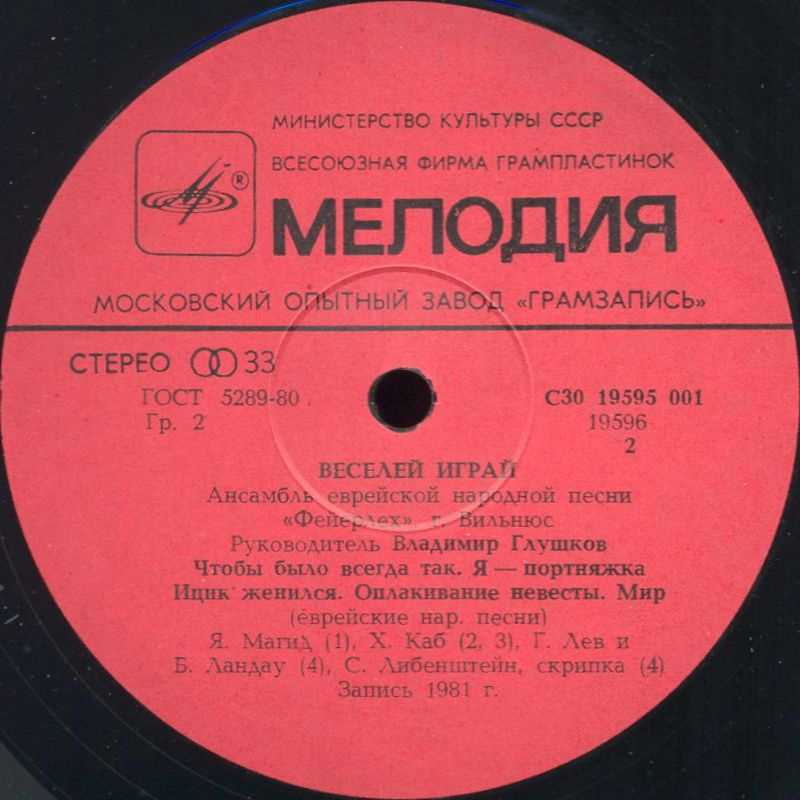 МИНИСТЕРСТВО КУЛЬТУРЫ СССР
ВСЕСОЮЗНАЯ ФИРМА ГРАМПЛАСТИНОК
®
МЕЛОДИЯ
МОСКОВСКИЙ ОПЫТНЫЙ ЗАВОД «ГРАМЗАПИСЬ»
СТЕРЕО 33
ГОСТ 5289-80 С30 19595 001
Гр. 2 19596
2
ВЕСЕЛЕЙ ИГРАЙ
Ансамбль еврейской народной песни
«Фейерлех» г. Вильнюс
Руководитель Владимир Глушков
Чтобы было всегда так. Я — портняжка
Ицик женился. Оплакивание невесты. Мир
(еврейские нар. песни)
Я. Магид (1), Х. Каб (2, 3), Г. Лев и
Б. Ландау (4), С. Либенштейн, скрипка (4)
Запись 1981 г.